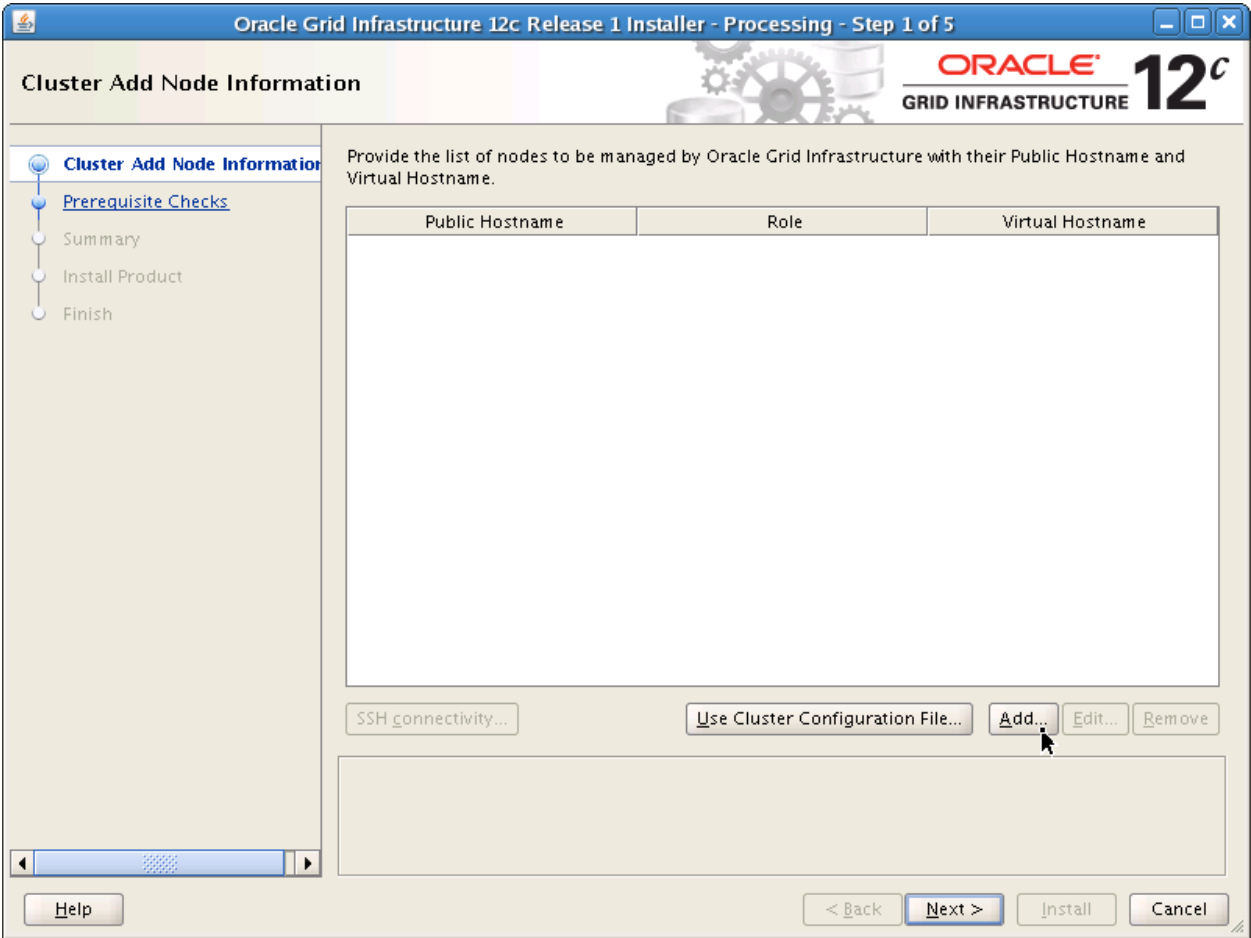 Oracle Grid Infrastructure 12c Release 1 Installer - Processing - Step 1 of 5
Cluster Add Node Information
ORACLE
GRID INFRASTRUCTURE
12c
Cluster Add Node Information
Prerequisite Checks
Summary
Install Product
Finish
Provide the list of nodes to be managed by Oracle Grid Infrastructure with their Public Hostname and
Virtual Hostname.
Public Hostname Role Virtual Hostname
SSH connectivity... Use Cluster Configuration File... Add... Edit... Remove
Help < Back Next > Install Cancel